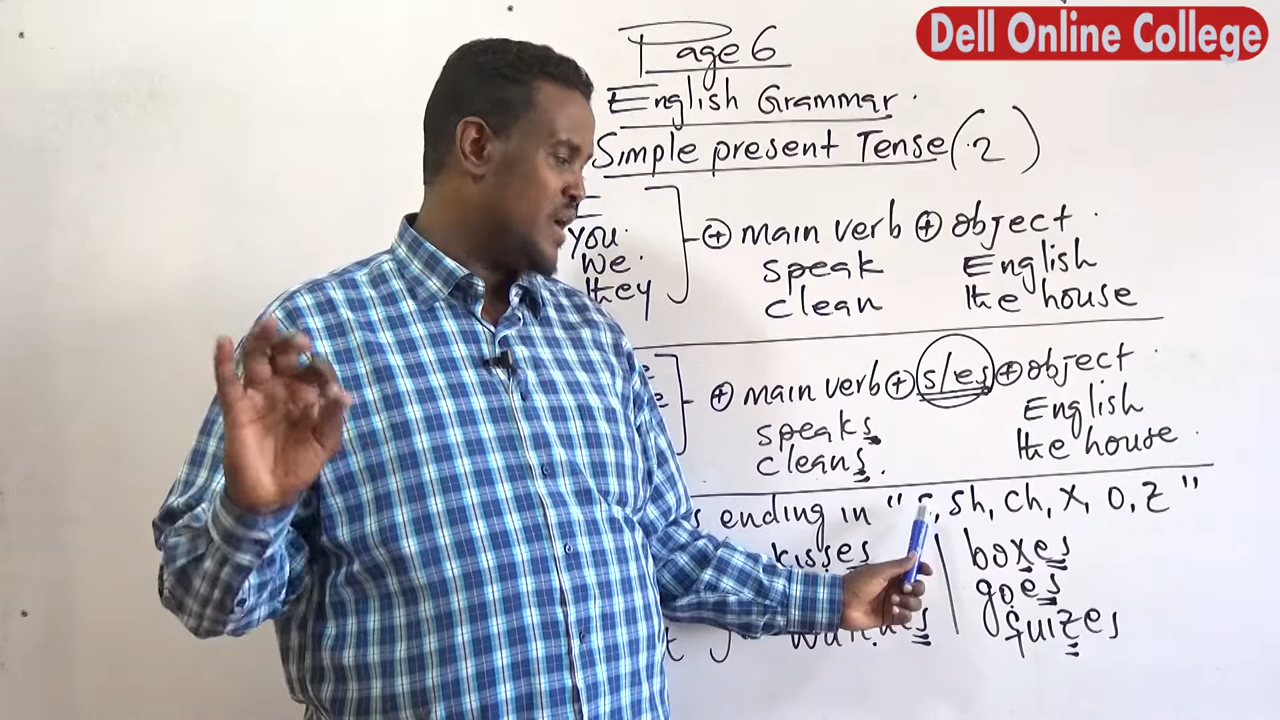 Dell Online College
Page 6
English Grammar.
Simple present Tense (2)
I
you.
we.
they
+ main verb + object.
speak English
clean the house
+ main verb + s/es + object.
speaks English
cleans. the house.
ending in "s, sh, ch, x, o, z"
kisses boxes
goes
watches quizes